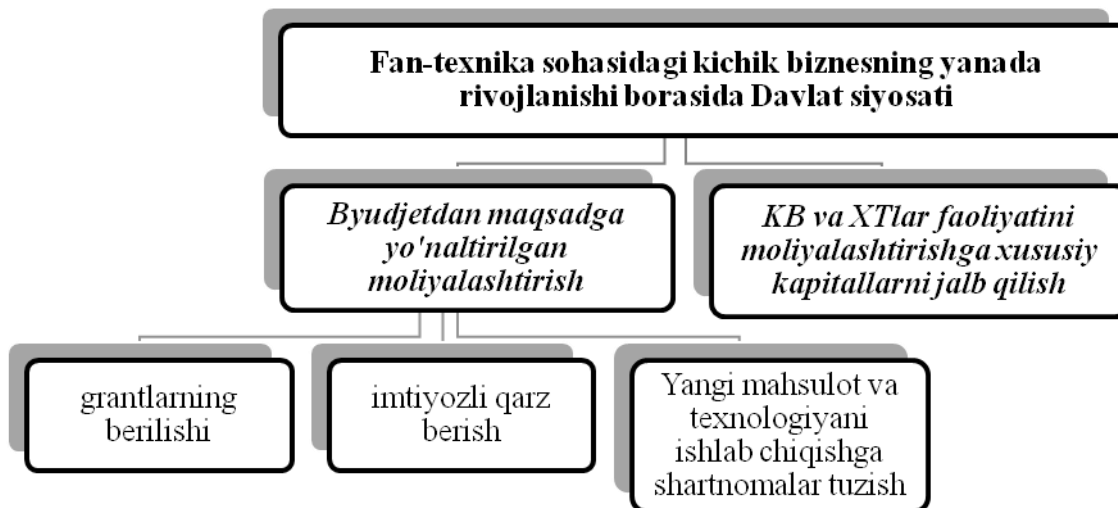 Fan-texnika sohasidagi kichik biznesning yanada
rivojlanishi borasida Davlat siyosati
Byudjetdan maqsadga
yo'naltirilgan
moliyalashtirish
KB va XTlar faoliyatini
moliyalashtirishga xususiy
kapitallarni jalb qilish
grantlarning
berilishi
imtiyozli qarz
berish
Yangi mahsulot va
texnologiyani
ishlab chiqishga
shartnomalar tuzish